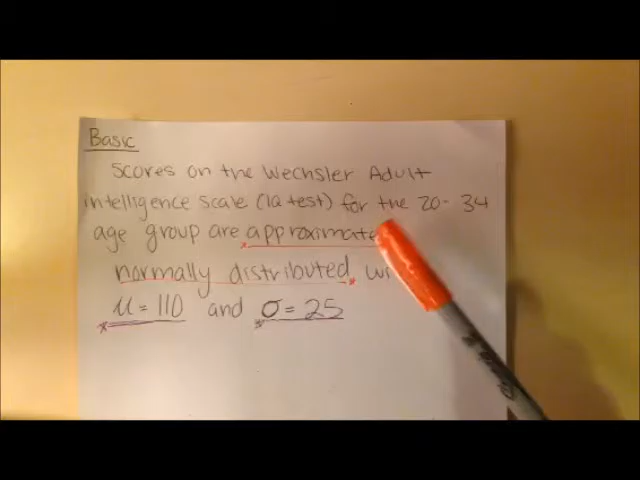 Basic
Scores on the Wechsler Adult
intelligence scale (IQ test) for the 20-34
age group are approximate
normally distributed
μ = 110 and σ = 25